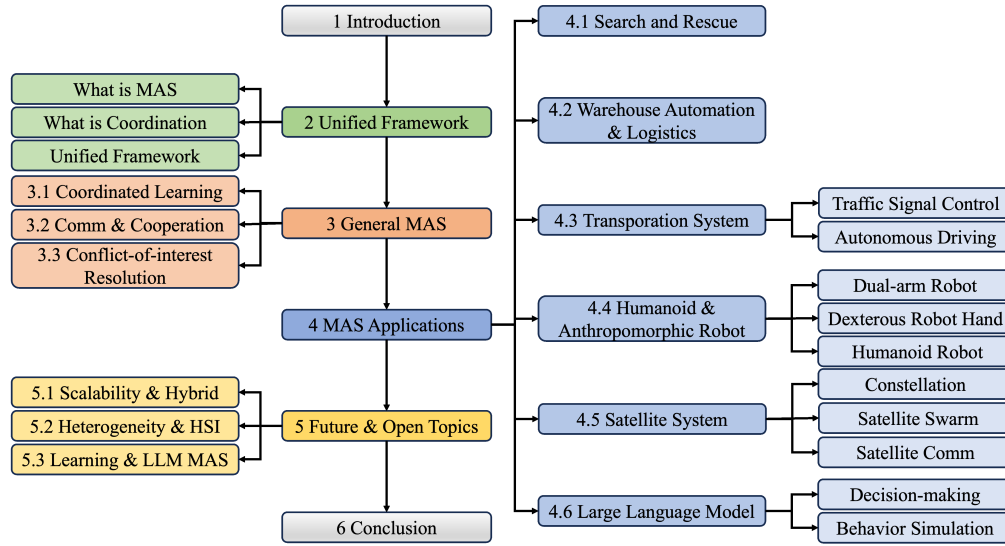 1 Introduction
What is MAS
What is Coordination
Unified Framework
2 Unified Framework
3.1 Coordinated Learning
3.2 Comm & Cooperation
3.3 Conflict-of-interest
Resolution
3 General MAS
4 MAS Applications
5.1 Scalability & Hybrid
5.2 Heterogeneity & HSI
5.3 Learning & LLM MAS
5 Future & Open Topics
6 Conclusion
4.1 Search and Rescue
4.2 Warehouse Automation
& Logistics
4.3 Transporation System
Traffic Signal Control
Autonomous Driving
4.4 Humanoid &
Anthropomorphic Robot
Dual-arm Robot
Dexterous Robot Hand
Humanoid Robot
4.5 Satellite System
Constellation
Satellite Swarm
Satellite Comm
4.6 Large Language Model
Decision-making
Behavior Simulation